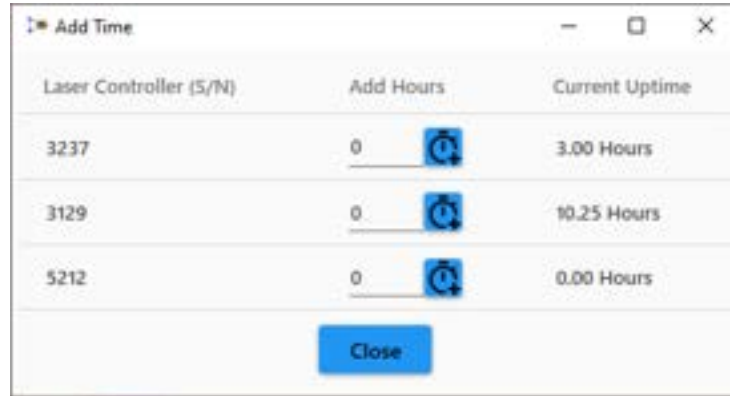 Add Time
Laser Controller (S/N) Add Hours Current Uptime
3237 0 3.00 Hours
3129 0 10.25 Hours
5212 0 0.00 Hours
Close